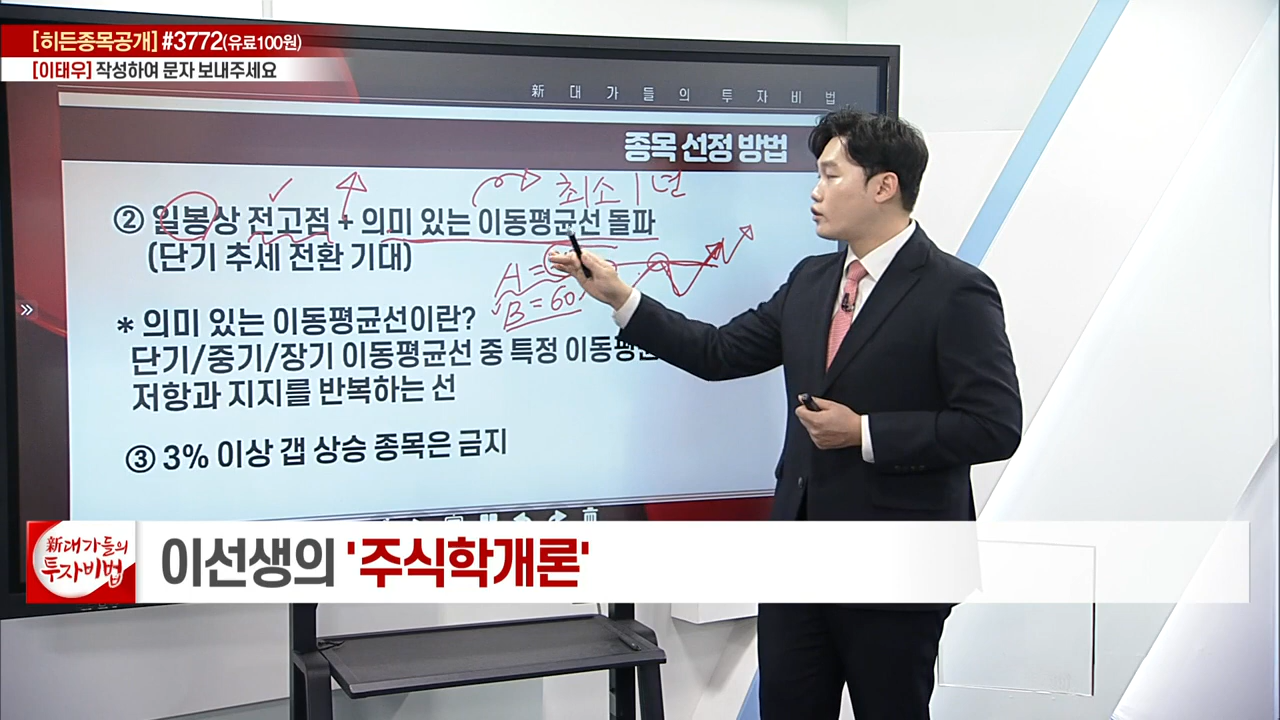 [히든종목공개] #3772(유료100원)
[이태우] 작성하여 문자 보내주세요
新 대 가 들 의 투 자 비 법
종목 선정 방법
최소 1년
② 일봉상 전고점 + 의미 있는 이동평균선 돌파
(단기 추세 전환 기대)
A =
B = 60
* 의미 있는 이동평균선이란?
단기/중기/장기 이동평균선 중 특정
저항과 지지를 반복하는 선
③ 3% 이상 갭 상승 종목은 금지
新대가들의
투자비법
이선생의 '주식학개론'